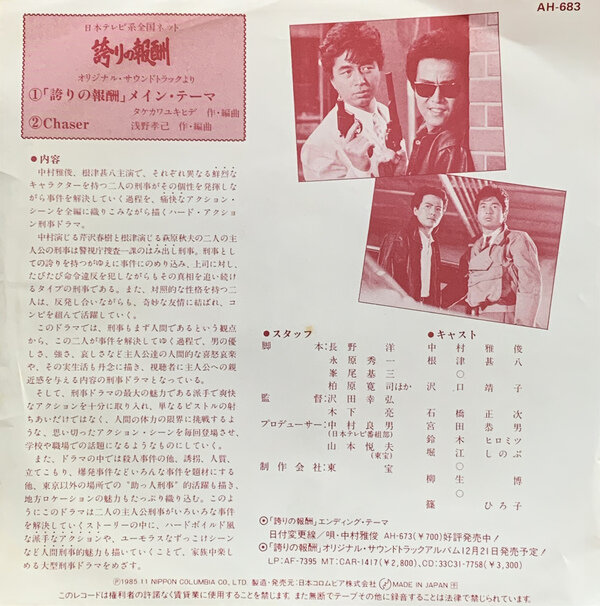 AH-683
日本テレビ系全国ネット
誇りの報酬
オリジナル・サウンドトラックより
①「誇りの報酬」メイン・テーマ
タケカワユキヒデ 作・編曲
②Chaser 浅野孝己 作・編曲
●内容
中村雅俊、根津甚八主演で、それぞれ異なる鮮烈な
キャラクターを持つ二人の刑事がその個性を発揮しな
がら事件を解決していく過程を、痛快なアクション・
シーンを全編に織りこみながら描くハード・アクショ
ン刑事ドラマ。
中村演じる芹沢春樹と根津演じる萩原秋夫の二人の主
人公の刑事は警視庁捜査一課のはみ出し刑事。刑事とし
ての誇りを持つがゆえに事件にのめり込み、上司に対し、
たびたび命令違反を犯しながらもその真相を追い続ける
タイプの刑事である。また、対照的な性格を持つ二
人は、反発し合いながらも、奇妙な友情に結ばれ、コ
ンビを組んで活躍していく。
このドラマでは、刑事もまず人間であるという観点
から、この二人が事件を解決してゆく過程で、男の優
しさ、強さ、哀しさなど主人公達の人間的な喜怒哀楽
や、その実生活も丹念に描き、視聴者に主人公への親
近感を与える内容の刑事ドラマとなっている。
そして、刑事ドラマの最大の魅力である派手で爽快
なアクションを十分に取り入れ、単なるピストルの射
ちあいだけではなく、人間の体力の限界に挑戦するよ
うな、思い切ったアクション・シーンを毎回登場させ、
学校や職場での話題になるようなものにしていく。
また、ドラマの中では殺人事件の他、誘拐、人質、
立てこもり、爆発事件などいろんな事件を題材にする
他、東京以外の場所での“助っ人刑事”的活躍も描き、
地方ロケーションの魅力もたっぷり織り込む。このよ
うにこのドラマは二人の主人公がいろいろな事件
を解決していくストーリーの中に、ハードボイルド風
な派手なアクションや、ユーモラスなずっこけシーン
など人間刑事的魅力も描いていくことで、家族中楽し
める大型刑事ドラマをめざす。
●スタッフ
脚本：長野洋
永原秀一
峯尾基三
柏原寛司ほか
監督：沢田幸弘
木下亮
プロデューサー：中村良男
(日本テレビ番組部)
山本悦夫
(東宝)
制作会社：東宝
●キャスト
中村雅俊
根津甚八
○
沢口靖子
○
石橋正次
宮田恭男
鈴木ヒロミツ
堀江しのぶ
○
柳生博
○
篠ひろ子
◎「誇りの報酬」エンディング・テーマ
日付変更線／唄・中村雅俊 AH-673(¥700)好評発売中！
◎「誇りの報酬」オリジナル・サウンドトラックアルバム12月21日発売予定！
LP：AF-7395 MT：CAR-1417(¥2,800)、CD：33C31-7758(¥3,300)
Ⓟ1985・11 NIPPON COLUMBIA CO., LTD. 製造・発売元：日本コロムビア株式会社 MADE IN JAPAN
このレコードは権利者の許諾なく賃貸業に使用することを禁じます。また無断でテープその他に録音することは法律で禁じられています。